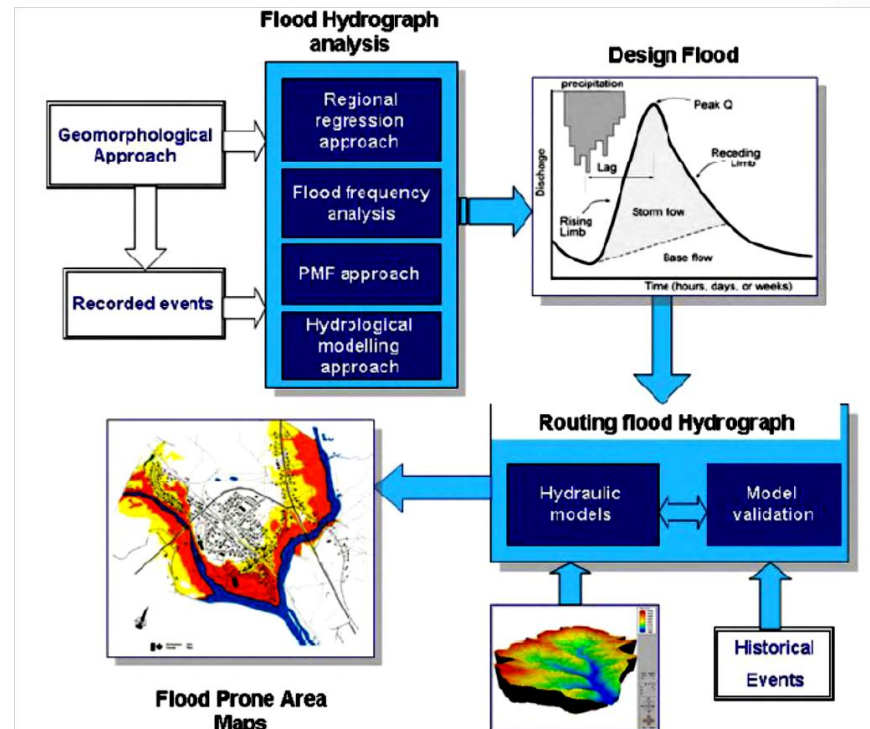 Flood Hydrograph
analysis
Geomorphological
Approach
Recorded events
Regional
regression
approach
Flood frequency
analysis
PMF approach
Hydrological
modelling
approach
Design Flood
precipitation
Peak Q
Lag
Receding
Limb
Discharge
Rising
Limb
Storm flow
Base flow
Time (hours, days, or weeks)
Routing flood Hydrograph
Hydraulic
models
Model
validation
Historical
Events
Flood Prone Area
Maps